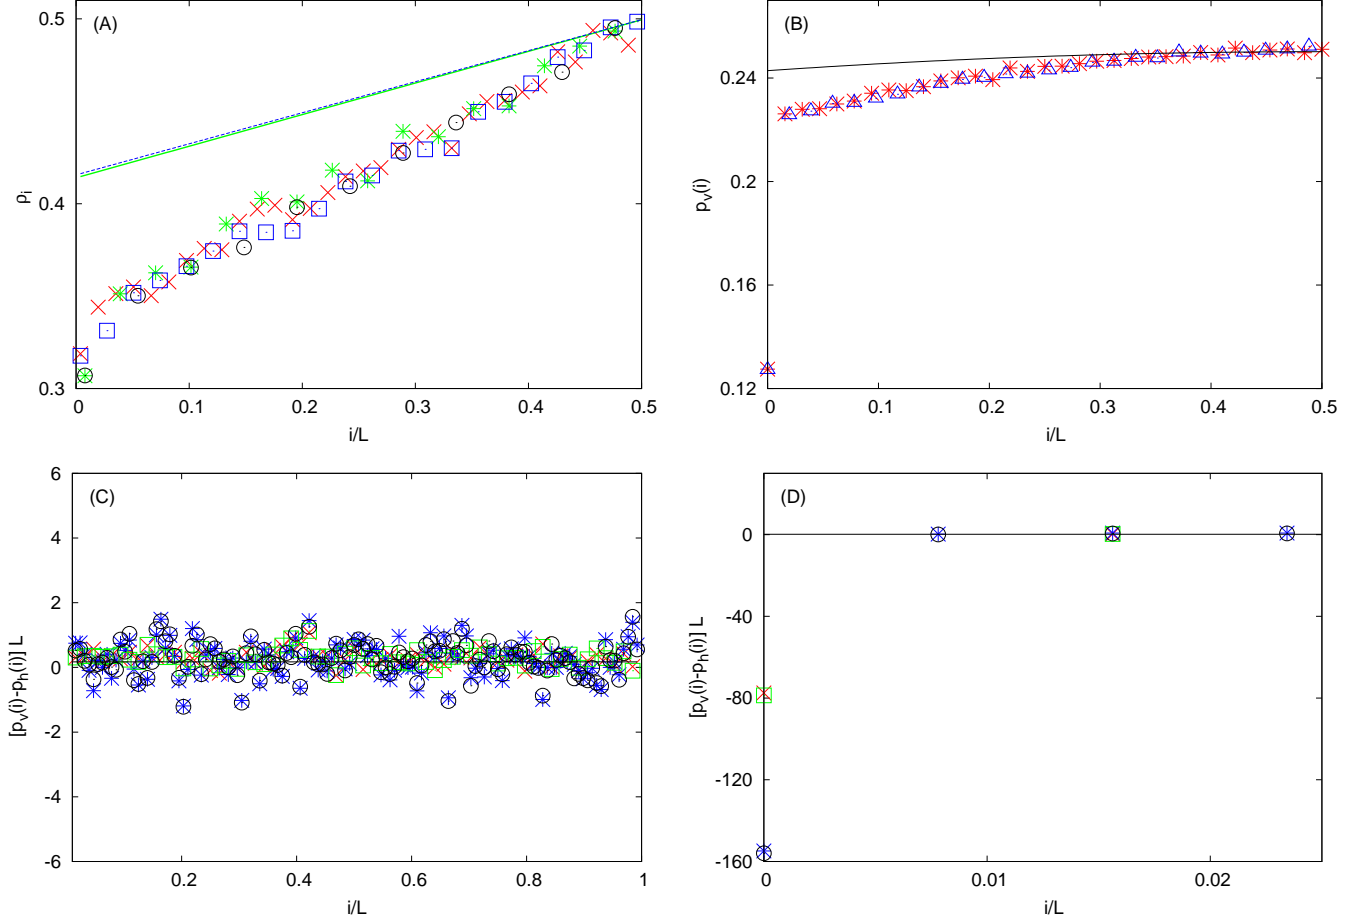 (A)
0.5
0.4
0.3
ρi
0 0.1 0.2 0.3 0.4 0.5
i/L
(B)
0.24
0.2
0.16
0.12
pv(i)
0 0.1 0.2 0.3 0.4 0.5
i/L
(C)
6
4
2
0
-2
-4
-6
[pv(i)-ph(i)] L
0.2 0.4 0.6 0.8 1
i/L
(D)
0
-40
-80
-120
-160
[pv(i)-ph(i)] L
0 0.01 0.02
i/L